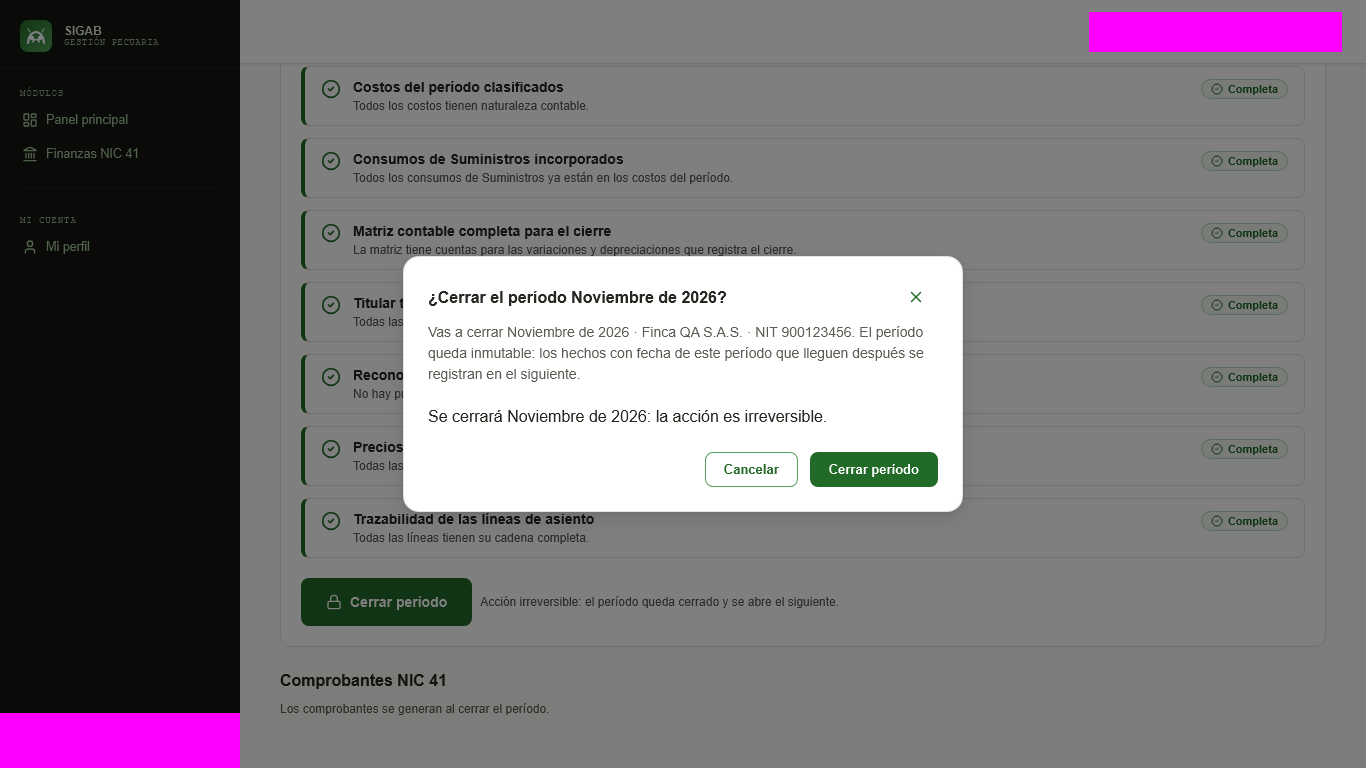 SIGAB
GESTIÓN PECUARIA
MÓDULOS
Panel principal
Finanzas NIC 41
MI CUENTA
Mi perfil
Costos del período clasificados
Todos los costos tienen naturaleza contable.
Completa
Consumos de Suministros incorporados
Todos los consumos de Suministros ya están en los costos del período.
Completa
Matriz contable completa para el cierre
La matriz tiene cuentas para las variaciones y depreciaciones que registra el cierre.
Completa
Titular
Todas las
Completa
No hay
Completa
Precios
Todas las
Completa
Trazabilidad de las líneas de asiento
Todas las líneas tienen su cadena completa.
Completa
¿Cerrar el período Noviembre de 2026?
Vas a cerrar Noviembre de 2026 · Finca QA S.A.S. · NIT 900123456. El período
queda inmutable: los hechos con fecha de este período que lleguen después se
registran en el siguiente.
Se cerrará Noviembre de 2026: la acción es irreversible.
Cancelar
Cerrar período
Cerrar período
Acción irreversible: el período queda cerrado y se abre el siguiente.
Comprobantes NIC 41
Los comprobantes se generan al cerrar el período.